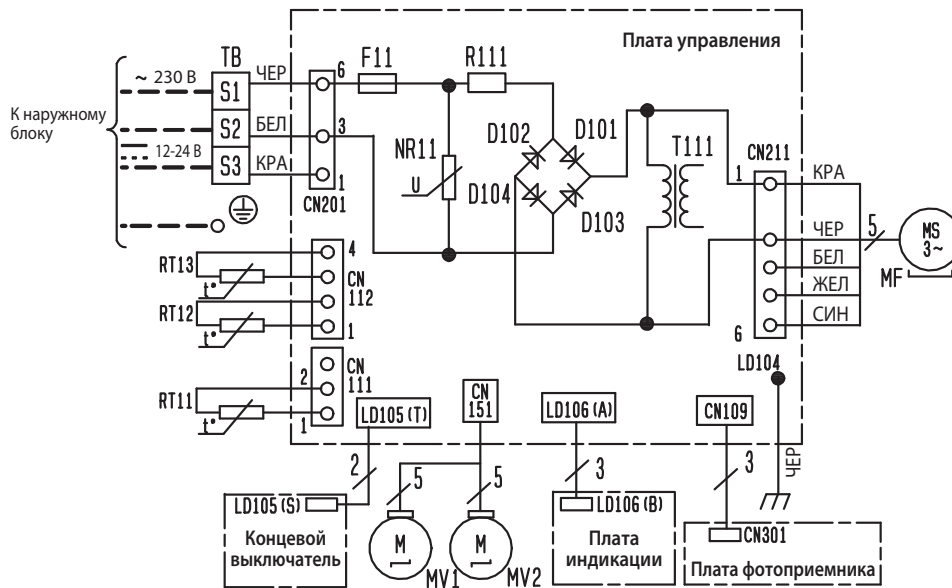 Плата управления
TB
ЧЕР
6
F11
R111
~ 230 В
S1
К наружному
блоку
S2
БЕЛ
3
12-24 В
S3
КРА
1
CN201
NR11
U
D102
D101
D104
D103
T111
CN211
1
КРА
ЧЕР
5
MS
3~
MF
БЕЛ
ЖЕЛ
СИН
6
LD104
RT13
t°
4
CN
112
RT12
t°
1
CN
111
2
RT11
t°
1
LD105 (T)
CN
151
LD106 (A)
CN109
2
5
5
3
3
ЧЕР
LD105 (S)
Концевой
выключатель
M
MV1
M
MV2
LD106 (B)
Плата
индикации
CN301
Плата фотоприемника